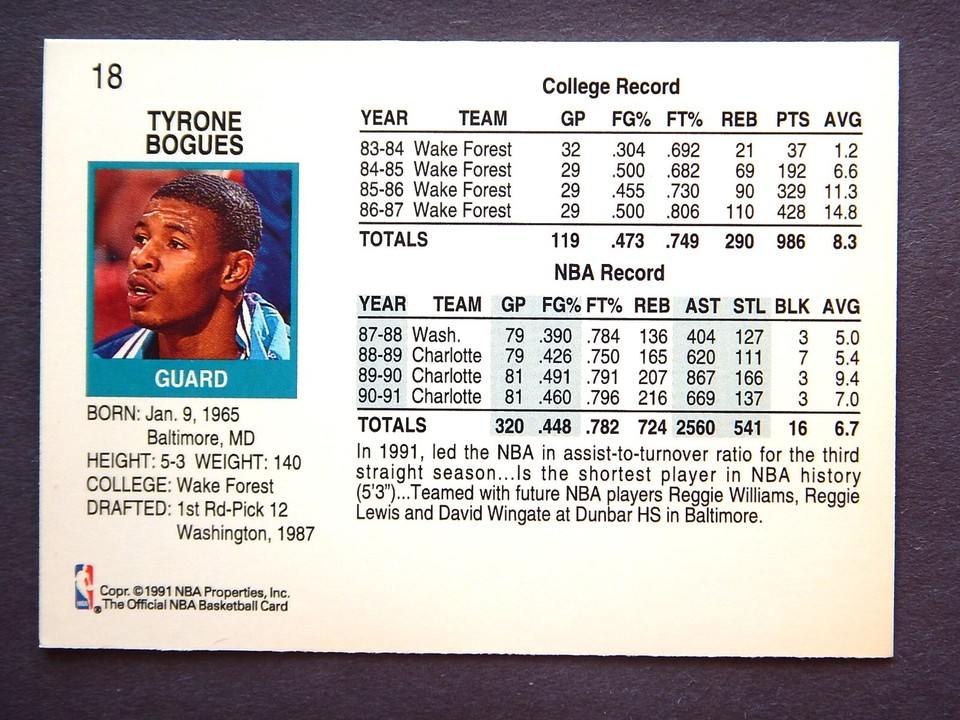 18
TYRONE
BOGUES
GUARD
BORN: Jan. 9, 1965
Baltimore, MD
HEIGHT: 5-3 WEIGHT: 140
COLLEGE: Wake Forest
DRAFTED: 1st Rd-Pick 12
Washington, 1987
NBA
®
Copr. ©1991 NBA Properties, Inc.
The Official NBA Basketball Card
College Record
YEAR TEAM GP FG% FT% REB PTS AVG
83-84 Wake Forest 32 .304 .692 21 37 1.2
84-85 Wake Forest 29 .500 .682 69 192 6.6
85-86 Wake Forest 29 .455 .730 90 329 11.3
86-87 Wake Forest 29 .500 .806 110 428 14.8
TOTALS 119 .473 .749 290 986 8.3
NBA Record
YEAR TEAM GP FG% FT% REB AST STL BLK AVG
87-88 Wash. 79 .390 .784 136 404 127 3 5.0
88-89 Charlotte 79 .426 .750 165 620 111 7 5.4
89-90 Charlotte 81 .491 .791 207 867 166 3 9.4
90-91 Charlotte 81 .460 .796 216 669 137 3 7.0
TOTALS 320 .448 .782 724 2560 541 16 6.7
In 1991, led the NBA in assist-to-turnover ratio for the third
straight season...Is the shortest player in NBA history
(5'3")...Teamed with future NBA players Reggie Williams, Reggie
Lewis and David Wingate at Dunbar HS in Baltimore.